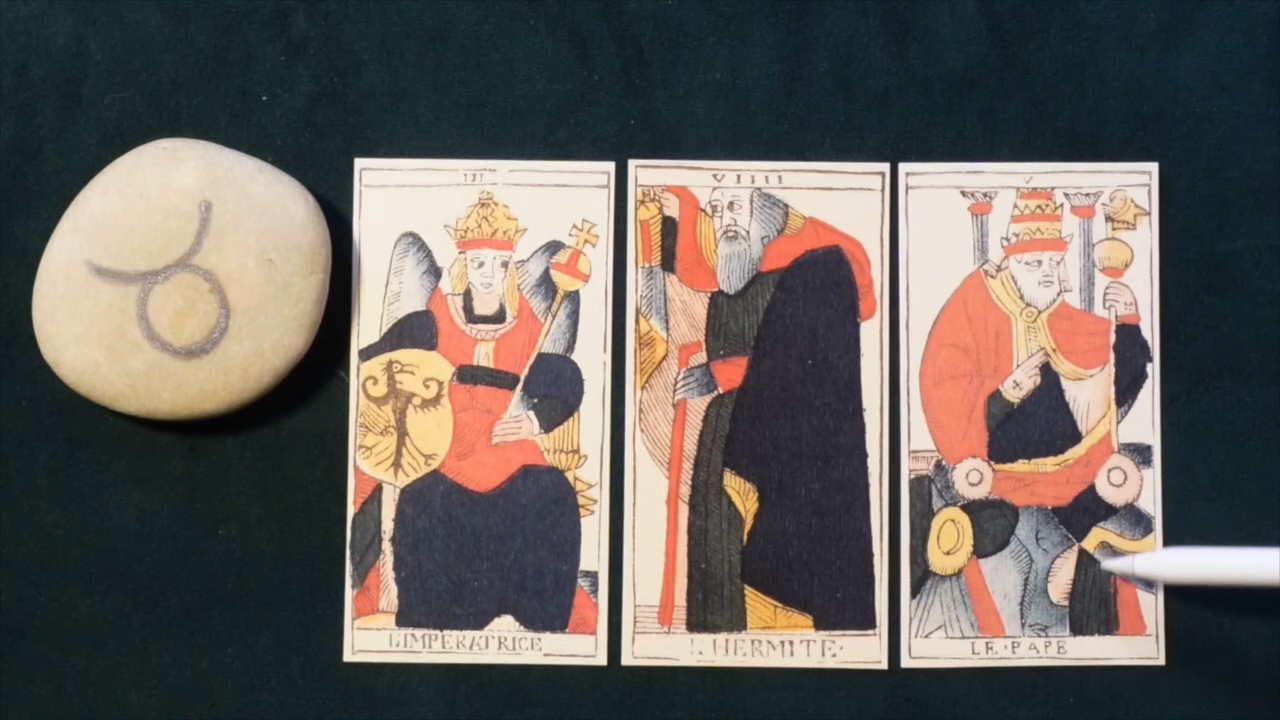 III
VIIII
V
L'IMPERATRICE
L'HERMITE·
LE·PAPE